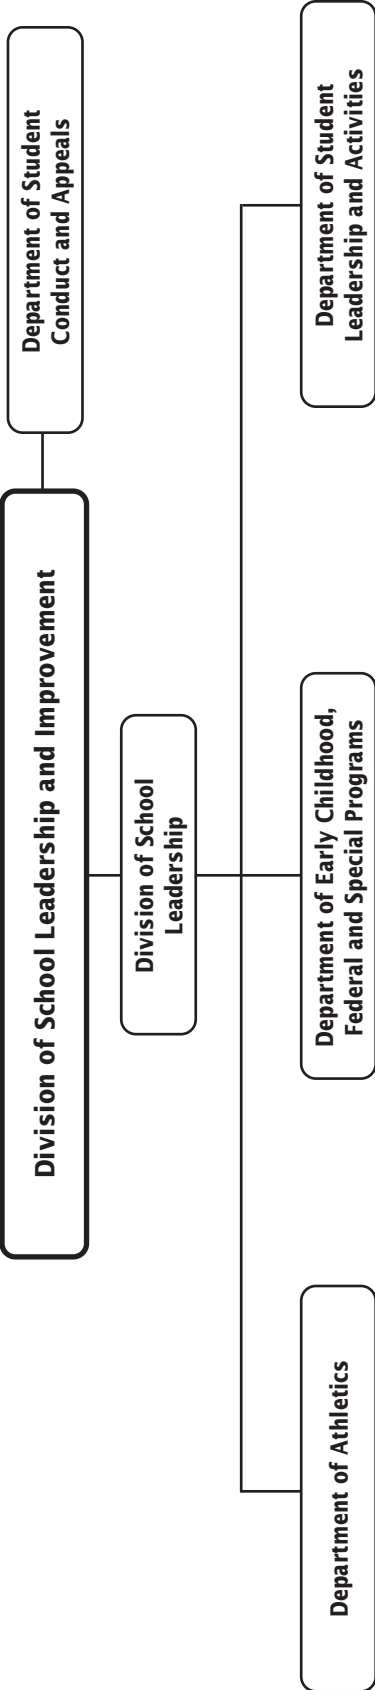 Division of School Leadership and Improvement
Department of Student
Conduct and Appeals
Division of School
Leadership
Department of Athletics
Department of Early Childhood,
Federal and Special Programs
Department of Student
Leadership and Activities